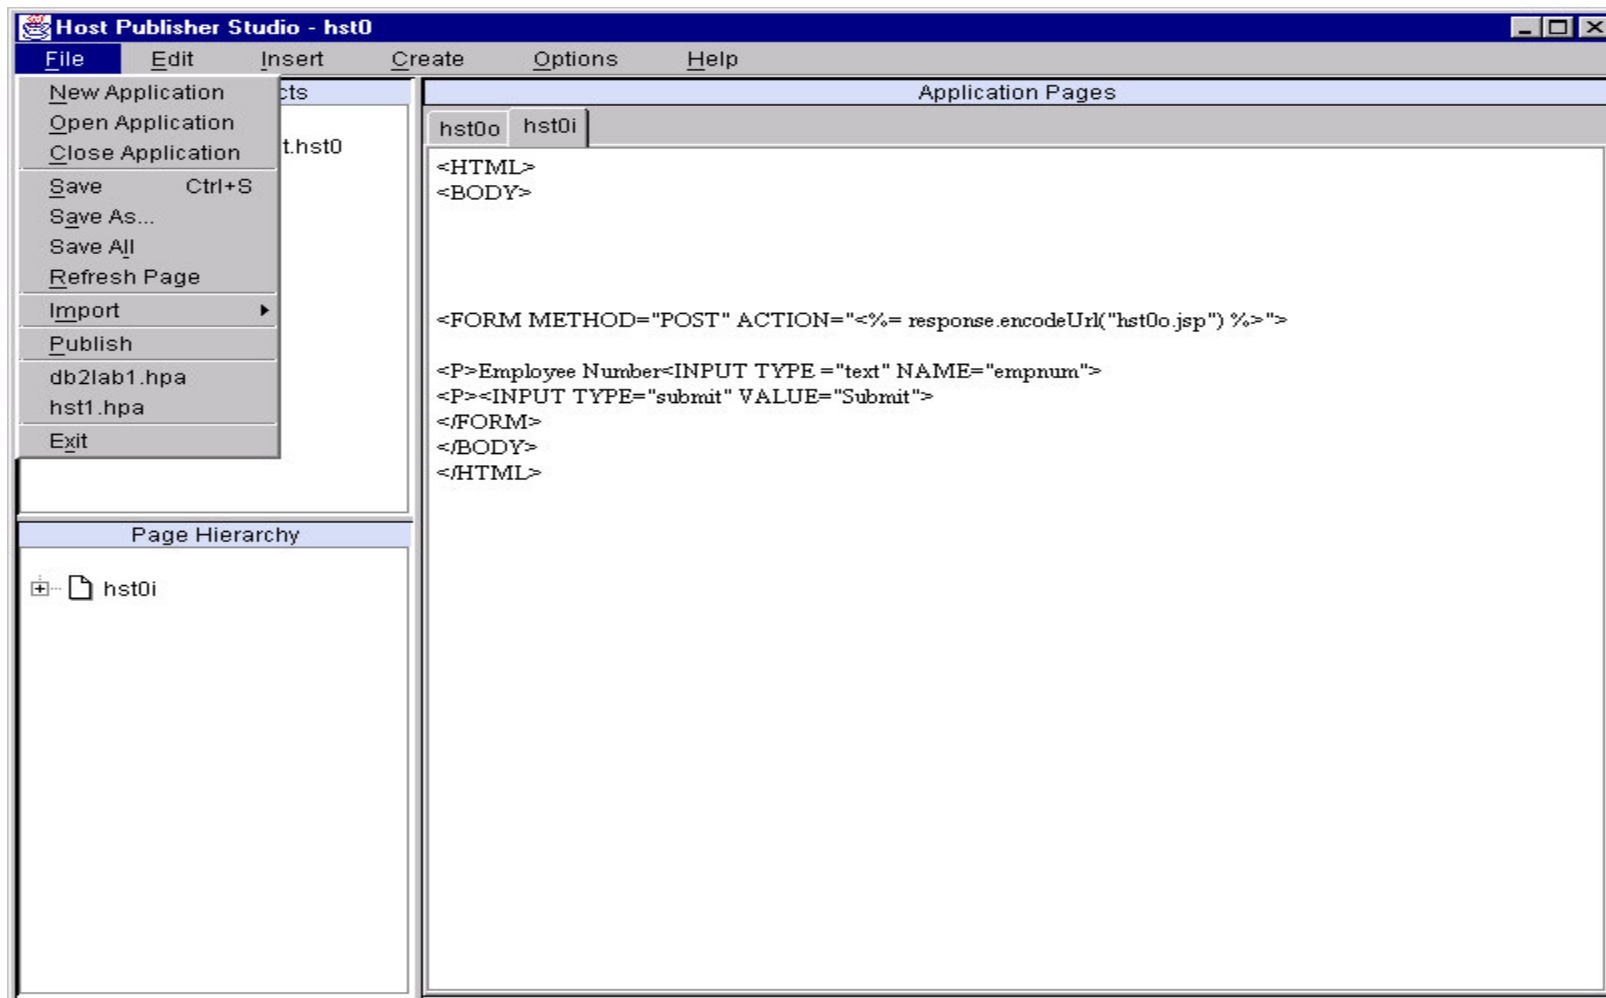 Host Publisher Studio - hst0
File Edit Insert Create Options Help
New Application
Open Application
Close Application
Save Ctrl+S
Save As...
Save All
Refresh Page
Import
Publish
db2lab1.hpa
hst1.hpa
Exit
cts
t.hst0
Page Hierarchy
hst0i
Application Pages
hst0o hst0i
<HTML>
<BODY>
<FORM METHOD="POST" ACTION="<%= response.encodeUrl("hst0o.jsp") %>">
<P>Employee Number<INPUT TYPE ="text" NAME="empnum">
<P><INPUT TYPE="submit" VALUE="Submit">
</FORM>
</BODY>
</HTML>